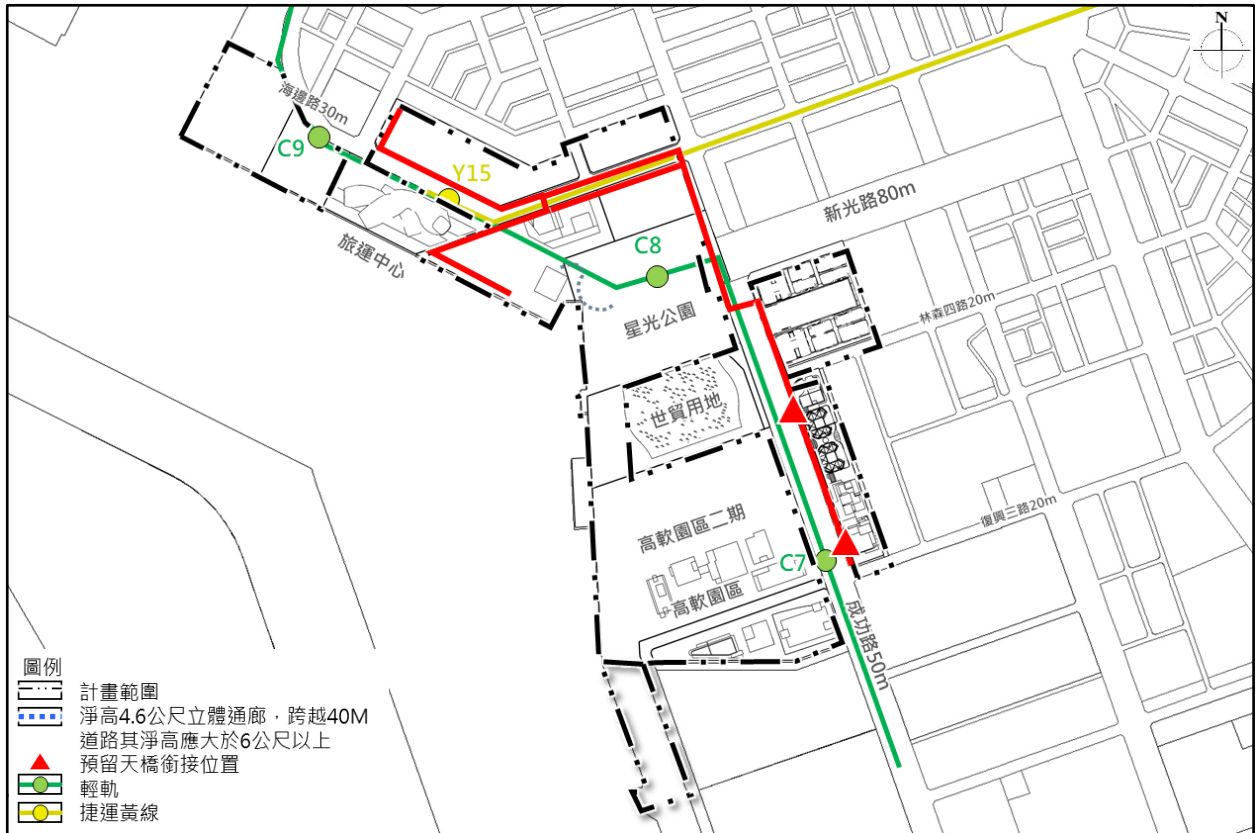 N
海邊路30m
C9
Y15
新光路80m
旅運中心
C8
星光公園
林森四路20m
世貿用地
復興三路20m
高軟園區二期
C7
高軟園區
成功路50m
圖例
計畫範圍
淨高4.6公尺立體通廊，跨越40M
道路其淨高應大於6公尺以上
預留天橋銜接位置
輕軌
捷運黃線